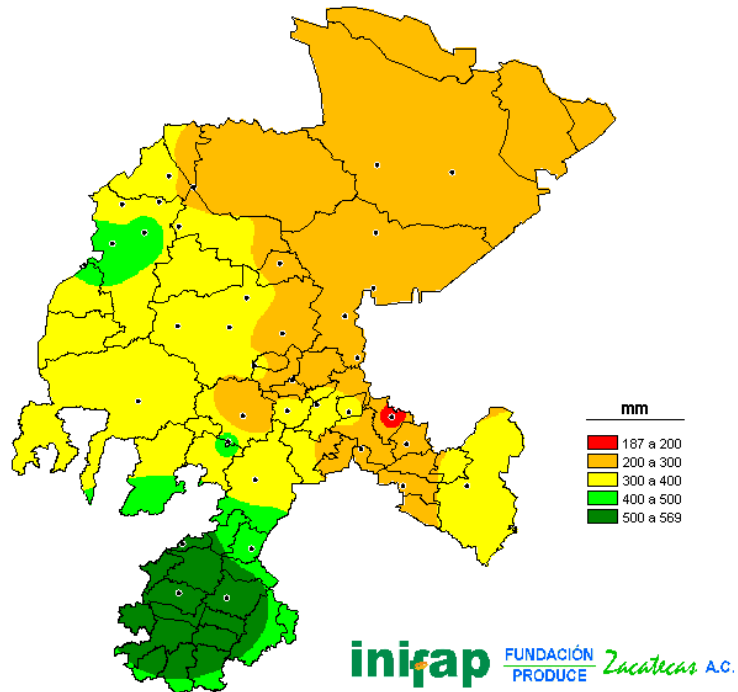 mm
187 a 200
200 a 300
300 a 400
400 a 500
500 a 569
inifap
FUNDACIÓN
PRODUCE
Zacatecas A.C.